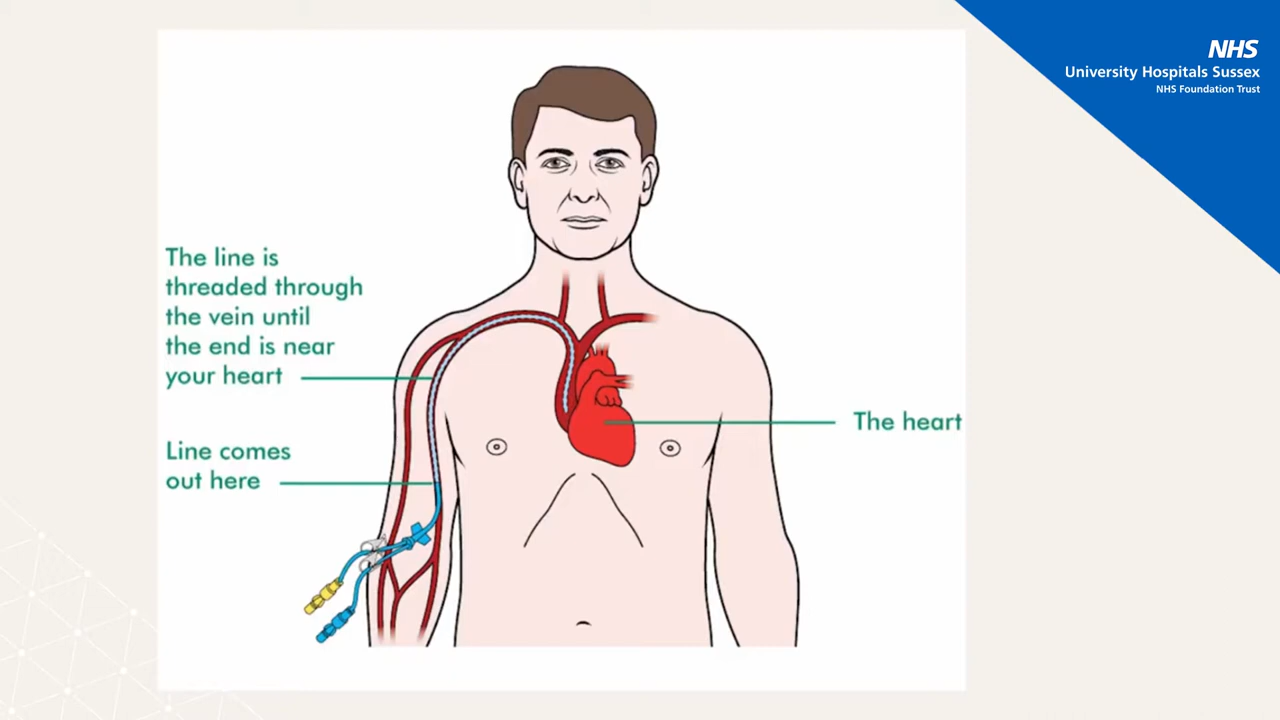 NHS
University Hospitals Sussex
NHS Foundation Trust
The line is
threaded through
the vein until
the end is near
your heart
The heart
Line comes
out here